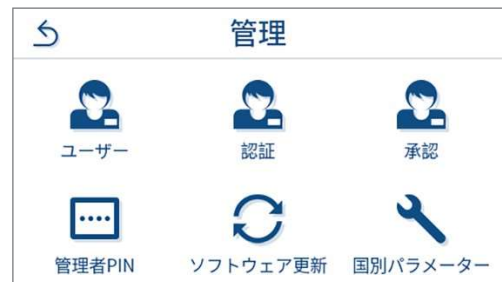 管理
ユーザー
認証
承認
管理者PIN
ソフトウェア更新
国別パラメーター